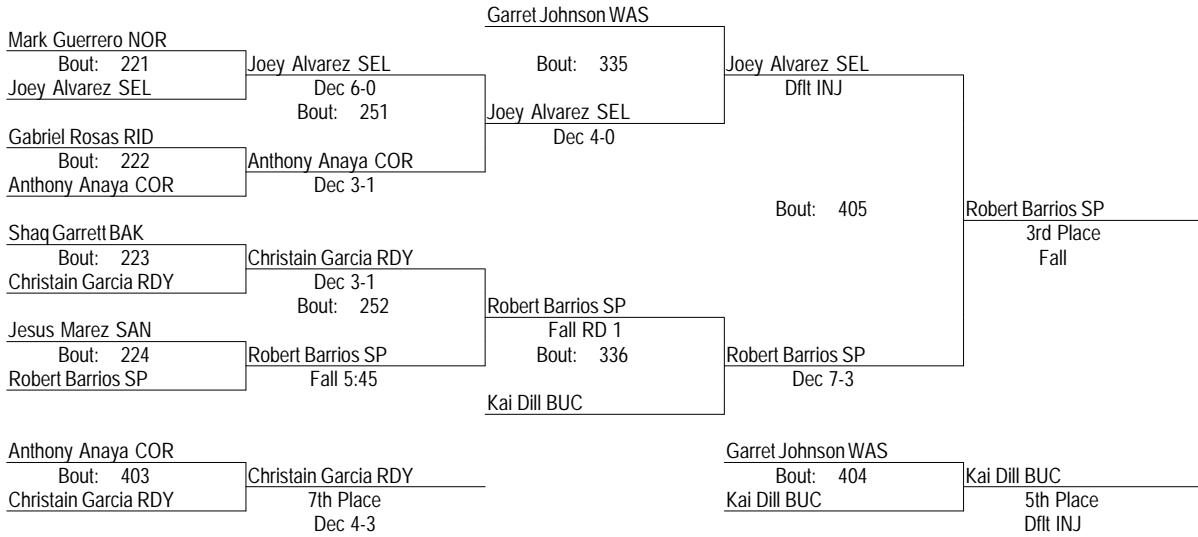 Garret Johnson WAS
Mark Guerrero NOR
Bout: 221
Joey Alvarez SEL
Joey Alvarez SEL
Dec 6-0
Bout: 251
Bout: 335
Joey Alvarez SEL
Dflt INJ
Joey Alvarez SEL
Dec 4-0
Gabriel Rosas RID
Bout: 222
Anthony Anaya COR
Anthony Anaya COR
Dec 3-1
Bout: 405
Robert Barrios SP
3rd Place
Fall
Shaq Garrett BAK
Bout: 223
Christain Garcia RDY
Christain Garcia RDY
Dec 3-1
Bout: 252
Robert Barrios SP
Fall RD 1
Bout: 336
Jesus Marez SAN
Bout: 224
Robert Barrios SP
Robert Barrios SP
Fall 5:45
Robert Barrios SP
Dec 7-3
Kai Dill BUC
Anthony Anaya COR
Bout: 403
Christain Garcia RDY
Christain Garcia RDY
7th Place
Dec 4-3
Garret Johnson WAS
Bout: 404
Kai Dill BUC
Kai Dill BUC
5th Place
Dflt INJ